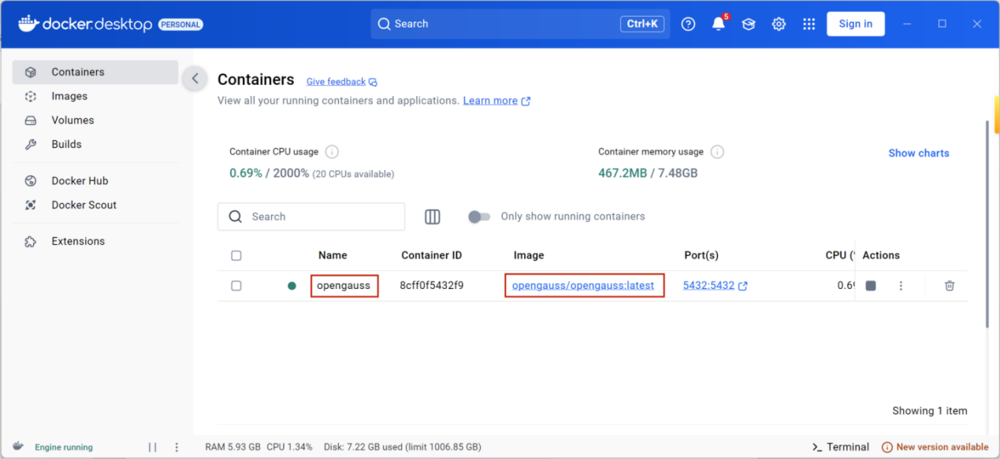 docker.desktop PERSONAL Search Ctrl+K 5 Sign in
Containers
Images
Volumes
Builds
Docker Hub
Docker Scout
Extensions
Containers Give feedback
View all your running containers and applications. Learn more
Container CPU usage Container memory usage Show charts
0.69% / 2000% (20 CPUs available) 467.2MB / 7.48GB
Search Only show running containers
Name Container ID Image Port(s) CPU (% Actions
opengauss 8cff0f5432f9 opengauss/opengauss:latest 5432:5432 0.69
Showing 1 item
Engine running RAM 5.93 GB CPU 1.34% Disk: 7.22 GB used (limit 1006.85 GB) >_ Terminal New version available